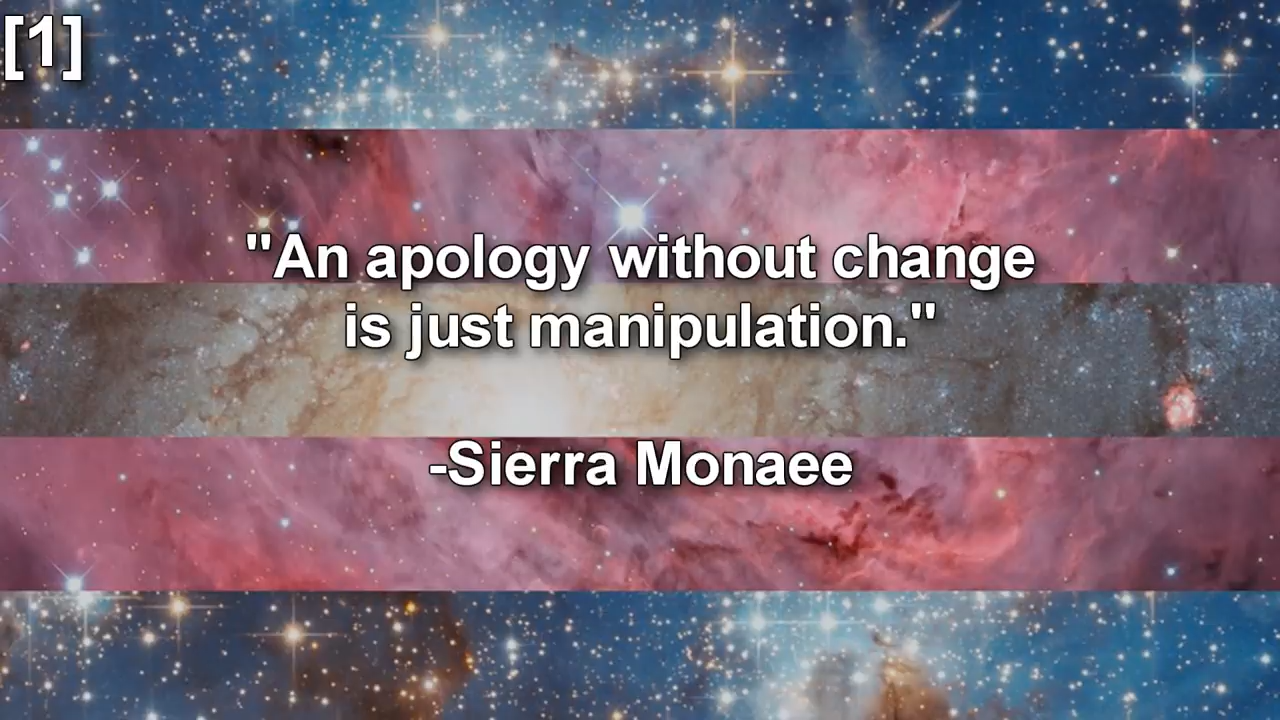 [1]
"An apology without change
is just manipulation."
-Sierra Monaee